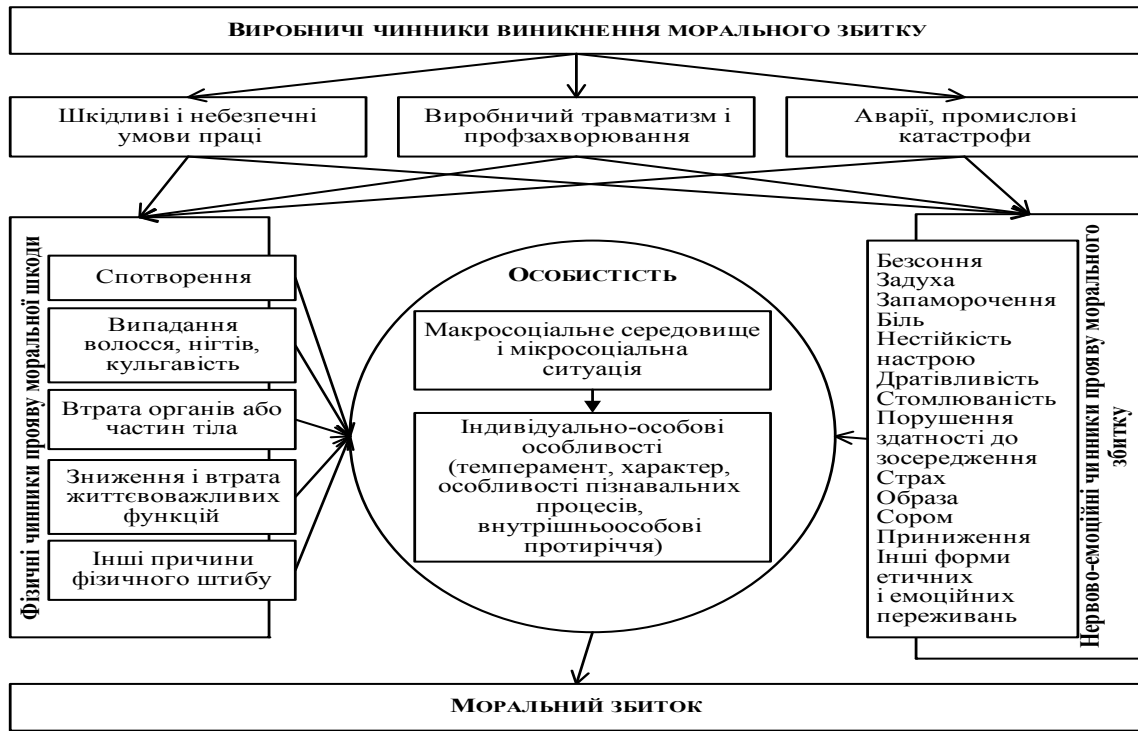 ВИРОБНИЧІ ЧИННИКИ ВИНИКНЕННЯ МОРАЛЬНОГО ЗБИТКУ
Шкідливі і небезпечні
умови праці
Виробничий травматизм і
профзахворювання
Аварії, промислові
катастрофи
Фізичні чинники прояву моральної шкоди
Спотворення
Випадання
волосся, нігтів,
кульгавість
Втрата органів або
частин тіла
Зниження і втрата
життєвоважливих
функцій
Інші причини
фізичного штибу
ОСОБИСТІСТЬ
Макросоціальне середовище
і мікросоціальна
ситуація
Індивідуально-особові
особливості
(темперамент, характер,
особливості пізнавальних
процесів,
внутрішньоособові
протиріччя)
Безсоння
Задуха
Запаморочення
Біль
Нестійкість
настрою
Дратівливість
Стомлюваність
Порушення
здатності до
зосередження
Страх
Образа
Сором
Приниження
Інші форми
етичних
і емоційних
переживань
Нервово-емоційні чинники прояву морального
збитку
МОРАЛЬНИЙ ЗБИТОК